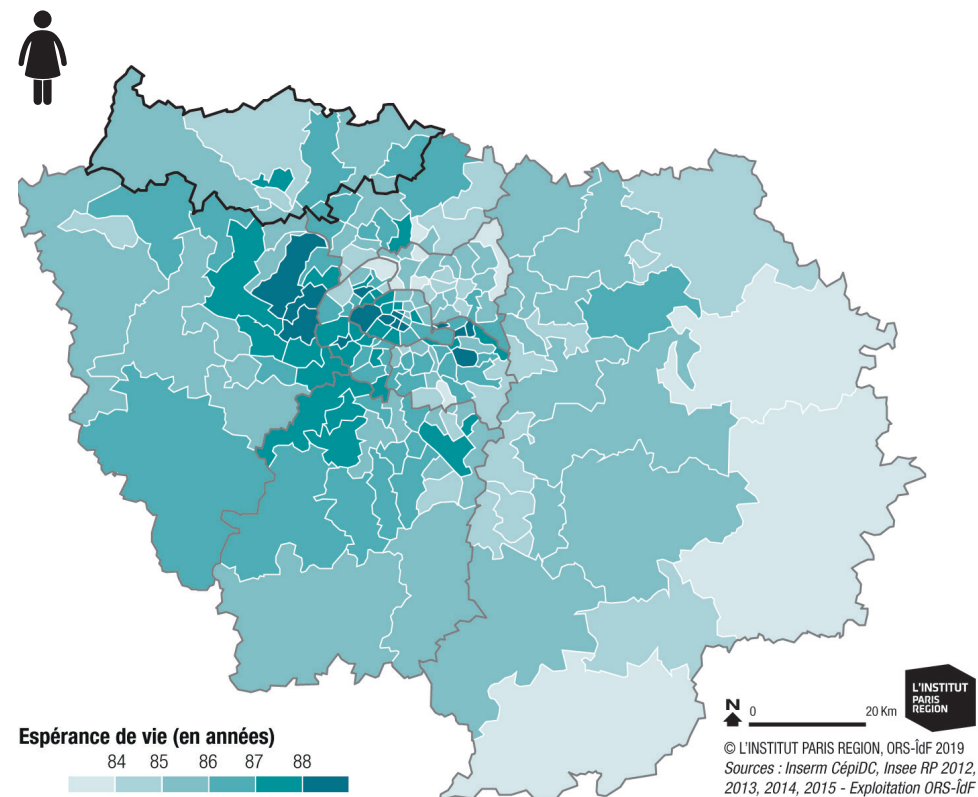 L'INSTITUT
PARIS
REGION
N
0
20 Km
Espérance de vie (en années)
84 85 86 87 88
© L'INSTITUT PARIS REGION, ORS-ÎdF 2019
Sources : Inserm CépiDC, Insee RP 2012,
2013, 2014, 2015 - Exploitation ORS-ÎdF